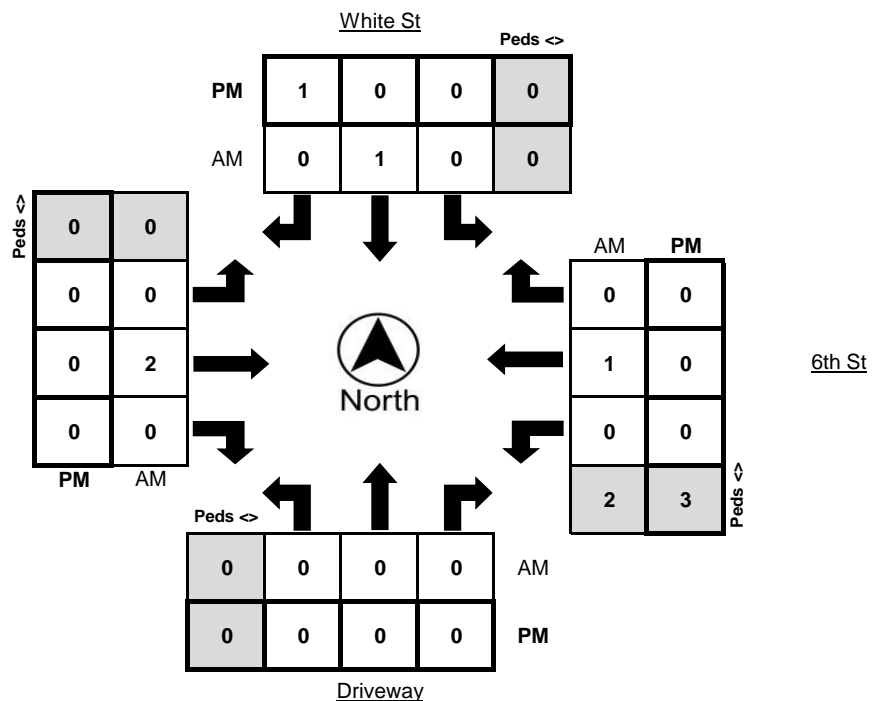 White St
Peds <>
PM 1 0 0 0
AM 0 1 0 0
Peds <>
0 0
0 0
0 2
0 0
PM AM
North
AM PM
0 0
1 0
0 0
2 3
Peds <>
6th St
Peds <>
0 0 0 0 AM
0 0 0 0 PM
Driveway